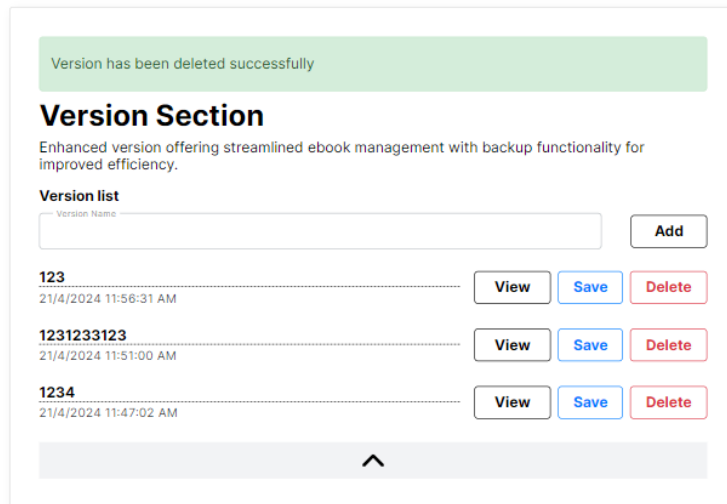 Version has been deleted successfully
Version Section
Enhanced version offering streamlined ebook management with backup functionality for
improved efficiency.
Version list
Version Name
Add
123
21/4/2024 11:56:31 AM
View Save Delete
1231233123
21/4/2024 11:51:00 AM
View Save Delete
1234
21/4/2024 11:47:02 AM
View Save Delete